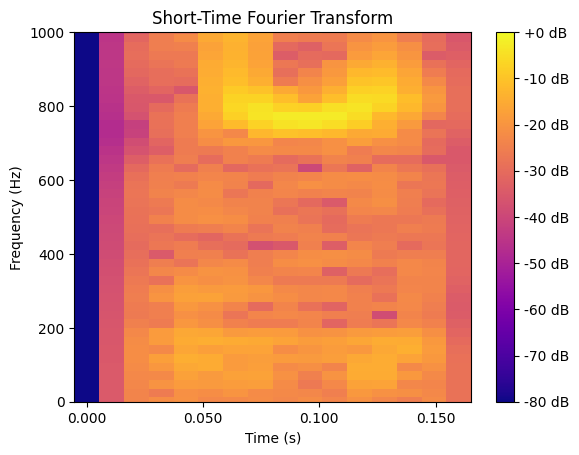 Short-Time Fourier Transform
Frequency (Hz)
1000
800
600
400
200
0
0.000
0.050
0.100
0.150
Time (s)
+0 dB
-10 dB
-20 dB
-30 dB
-40 dB
-50 dB
-60 dB
-70 dB
-80 dB